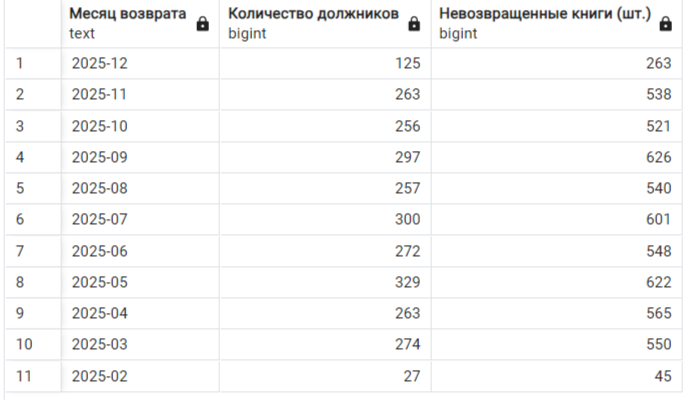 Месяц возврата Количество должников Невозвращенные книги (шт.)
text bigint bigint
1 2025-12 125 263
2 2025-11 263 538
3 2025-10 256 521
4 2025-09 297 626
5 2025-08 257 540
6 2025-07 300 601
7 2025-06 272 548
8 2025-05 329 622
9 2025-04 263 565
10 2025-03 274 550
11 2025-02 27 45